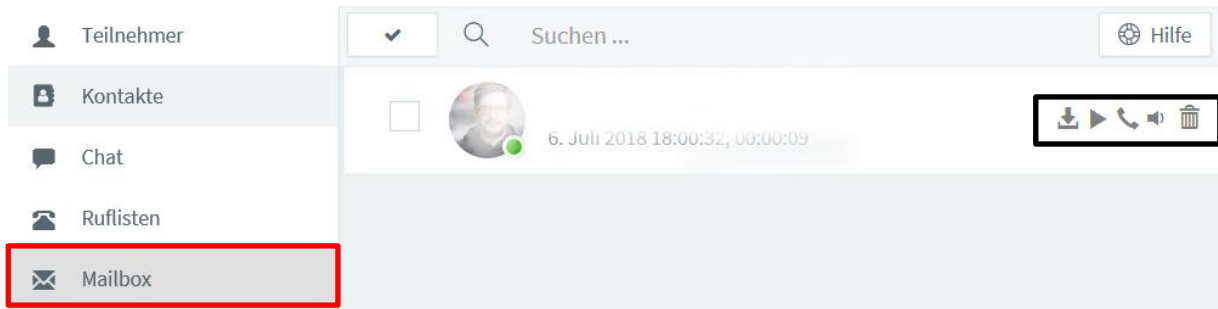 Teilnehmer
Kontakte
Chat
Ruflisten
Mailbox
Suchen ...
Hilfe
6. Juli 2018 18:00:32, 00:00:09